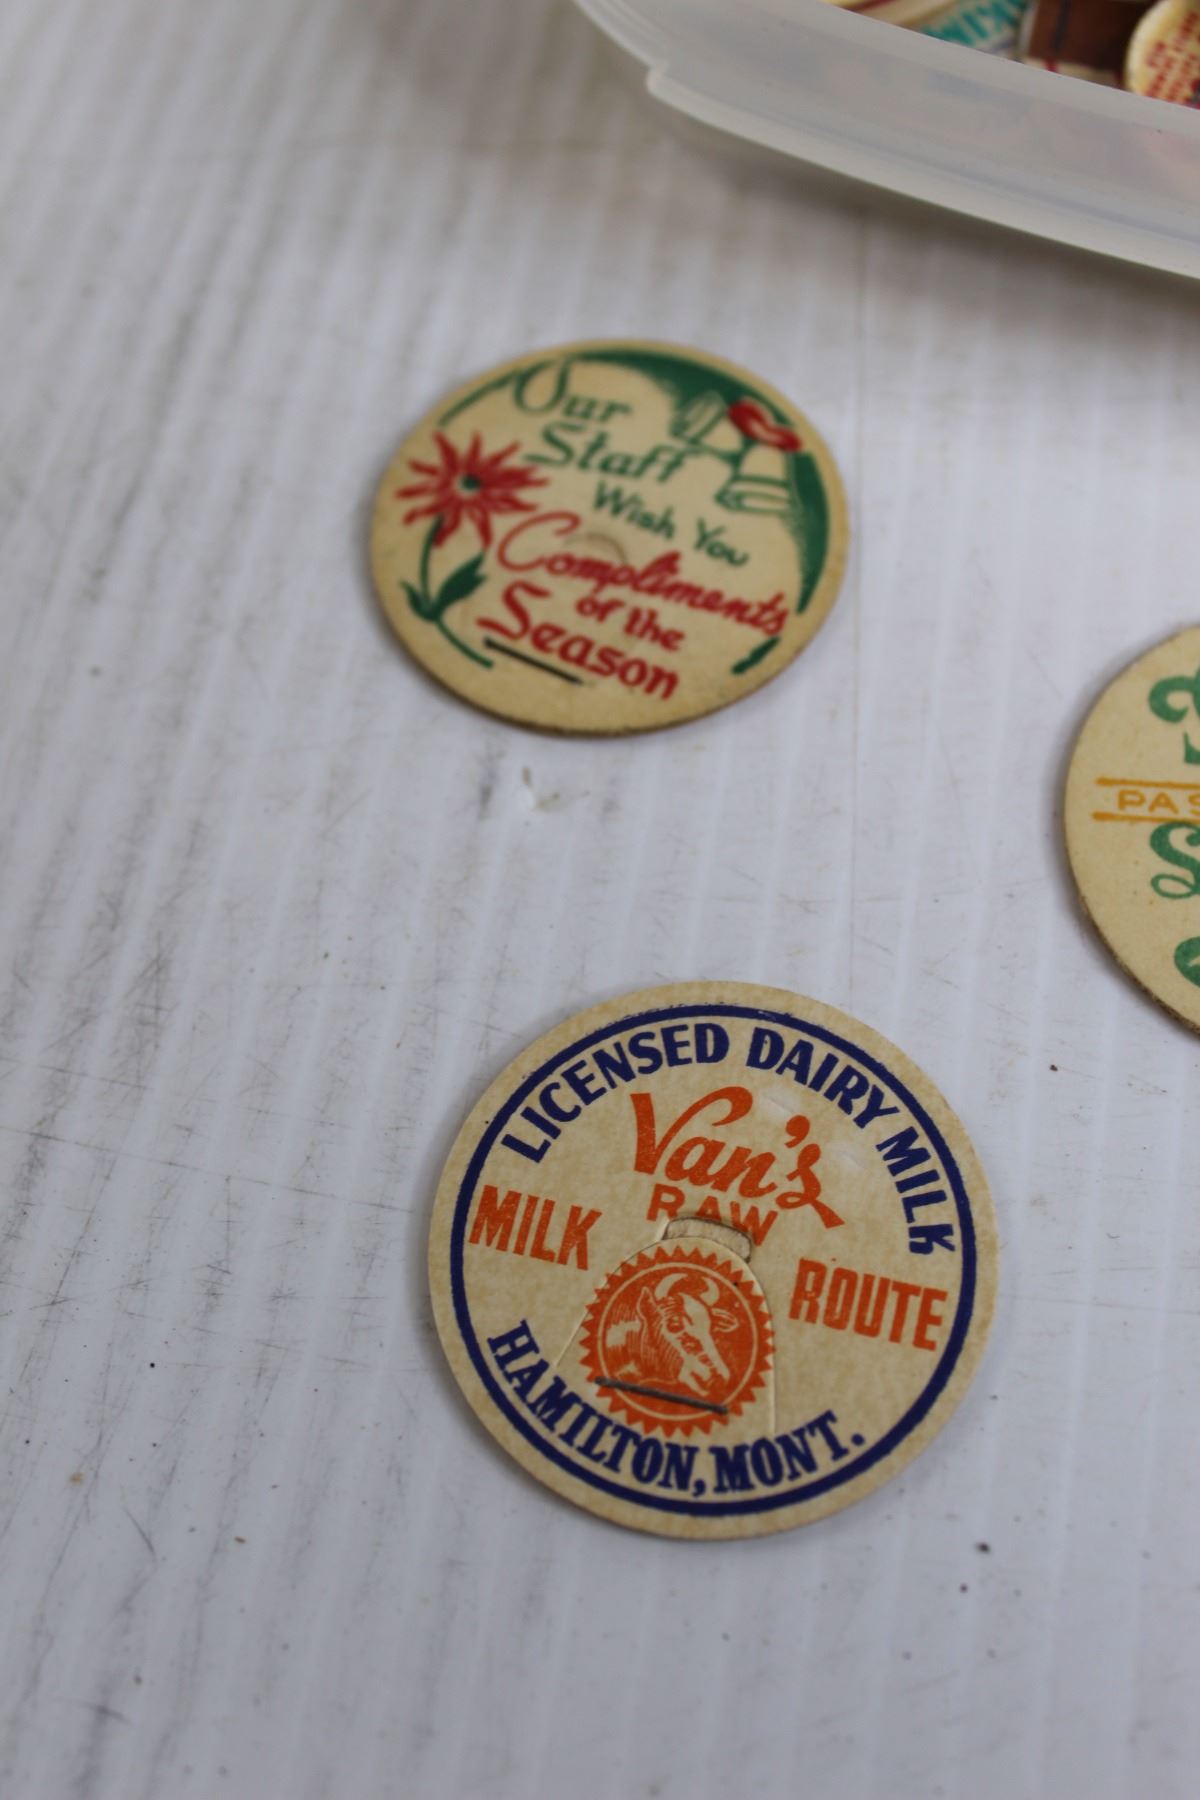 Our
Staff
Wish You
Compliments
of the
Season
PAS
LICENSED DAIRY MILK
Van's
RAW
MILK ROUTE
HAMILTON, MONT.